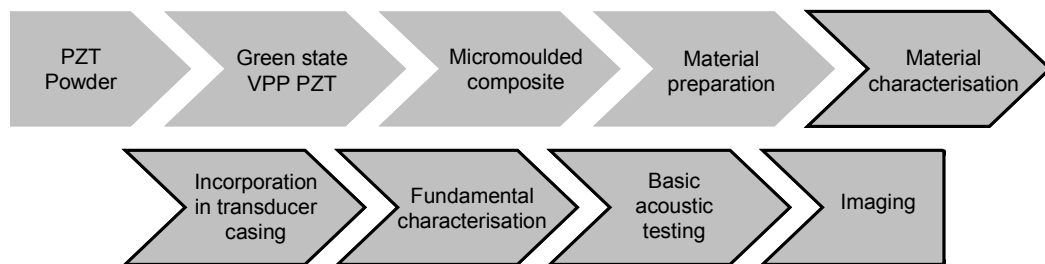 PZT
Powder
Green state
VPP PZT
Micromoulded
composite
Material
preparation
Material
characterisation
Incorporation
in transducer
casing
Fundamental
characterisation
Basic
acoustic
testing
Imaging